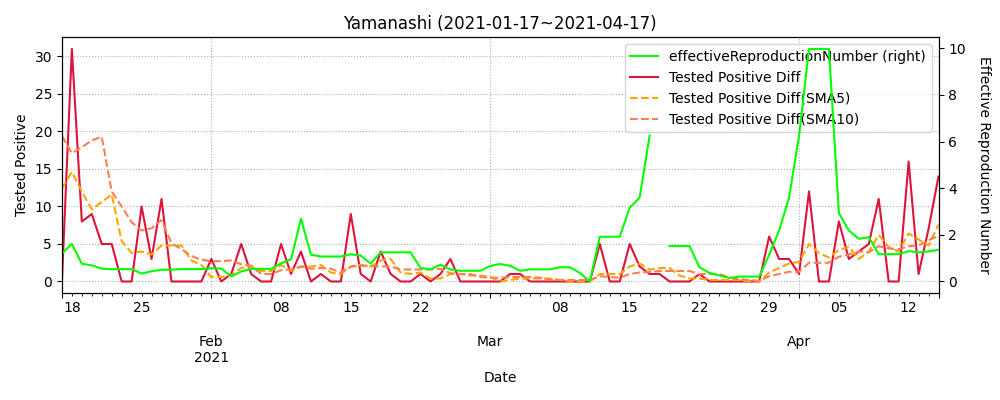 Yamanashi (2021-01-17~2021-04-17)
effectiveReproductionNumber (right)
Tested Positive Diff
Tested Positive Diff(SMA5)
Tested Positive Diff(SMA10)
Tested Positive
30
25
20
15
10
5
0
Effective Reproduction Number
10
8
6
4
2
0
18 25 08 15 22 08 15 22 29 05 12
Feb Mar Apr
2021
Date